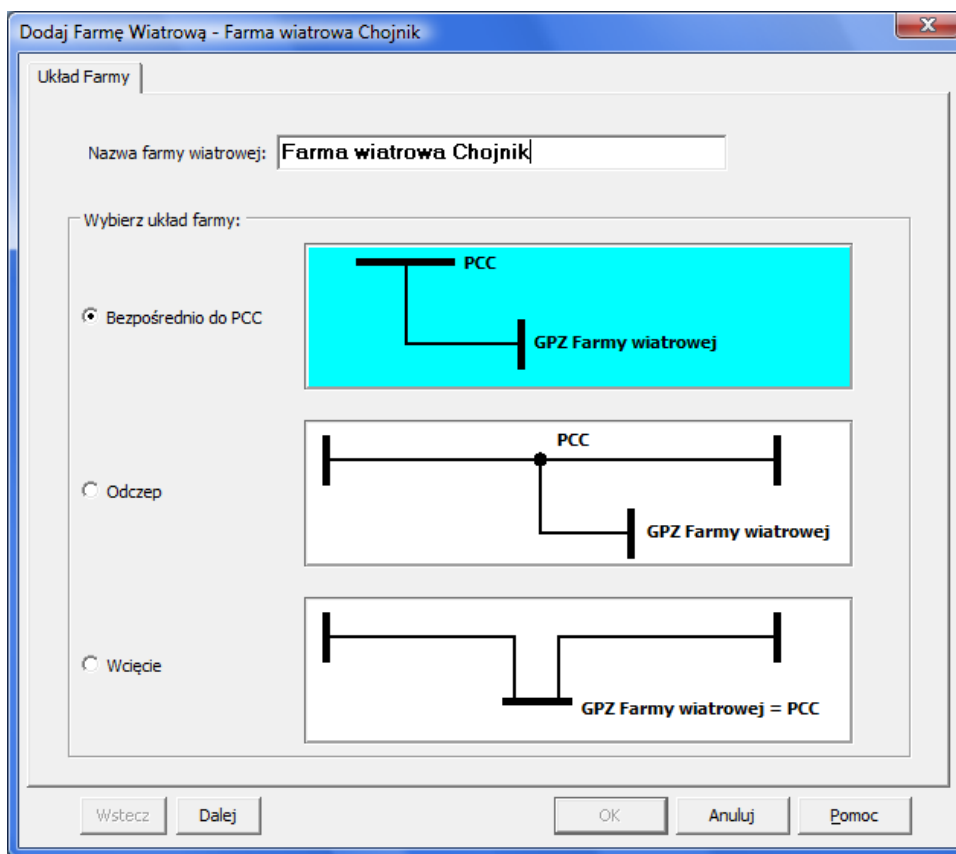 Dodaj Farmę Wiatrową - Farma wiatrowa Chojnik
Układ Farmy
Nazwa farmy wiatrowej: Farma wiatrowa Chojnik
Wybierz układ farmy:
Bezpośrednio do PCC
PCC
GPZ Farmy wiatrowej
Odczep
PCC
GPZ Farmy wiatrowej
Wcięcie
GPZ Farmy wiatrowej = PCC
Wstecz Dalej OK Anuluj Pomoc